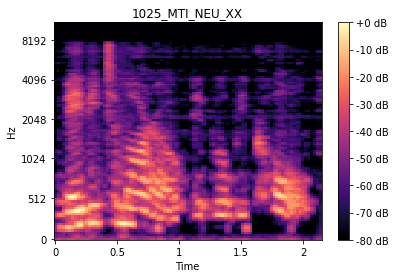 1025_MTI_NEU_XX
+0 dB
8192
-10 dB
4096
-20 dB
-30 dB
2048
Hz
-40 dB
1024
-50 dB
512
-60 dB
-70 dB
0
-80 dB
0
0.5
1
1.5
2
Time